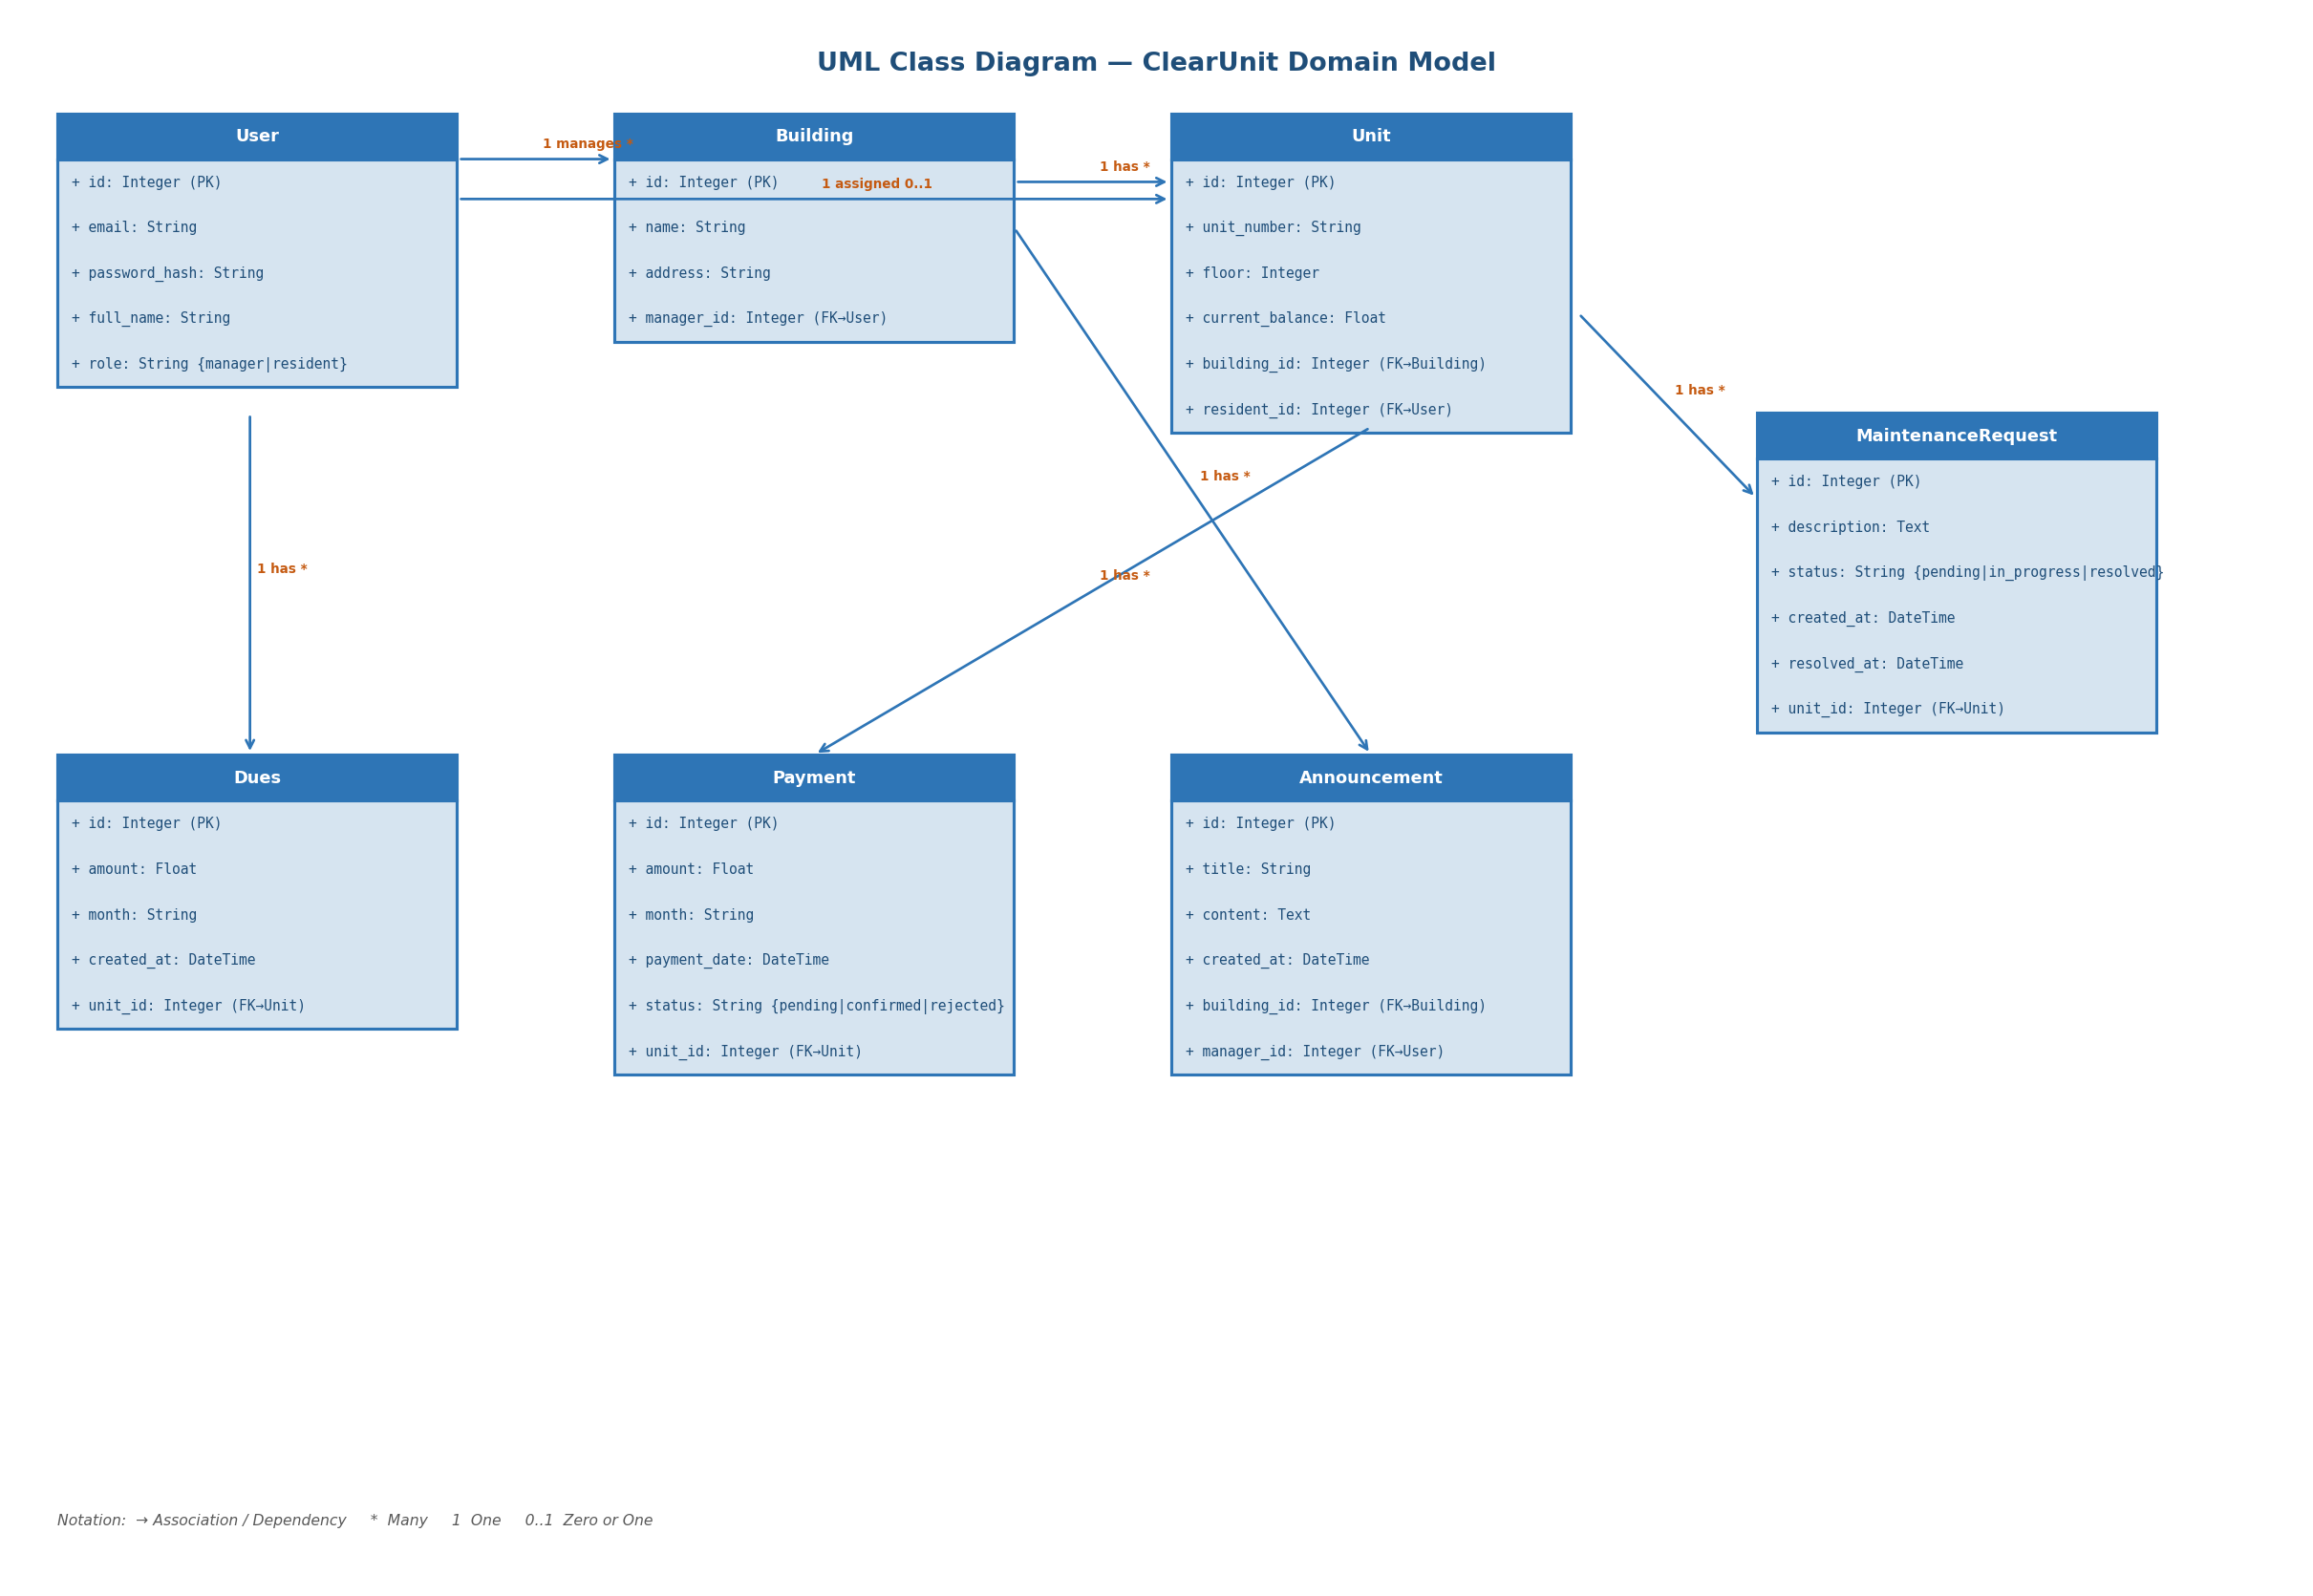 UML Class Diagram — ClearUnit Domain Model
User
+ id: Integer (PK)
+ email: String
+ password_hash: String
+ full_name: String
+ role: String {manager|resident}
1 manages *
Building
+ id: Integer (PK)
+ name: String
+ address: String
+ manager_id: Integer (FK→User)
1 assigned 0..1
1 has *
Unit
+ id: Integer (PK)
+ unit_number: String
+ floor: Integer
+ current_balance: Float
+ building_id: Integer (FK→Building)
+ resident_id: Integer (FK→User)
1 has *
MaintenanceRequest
+ id: Integer (PK)
+ description: Text
+ status: String {pending|in_progress|resolved}
+ created_at: DateTime
+ resolved_at: DateTime
+ unit_id: Integer (FK→Unit)
1 has *
1 has *
1 has *
Dues
+ id: Integer (PK)
+ amount: Float
+ month: String
+ created_at: DateTime
+ unit_id: Integer (FK→Unit)
Payment
+ id: Integer (PK)
+ amount: Float
+ month: String
+ payment_date: DateTime
+ status: String {pending|confirmed|rejected}
+ unit_id: Integer (FK→Unit)
Announcement
+ id: Integer (PK)
+ title: String
+ content: Text
+ created_at: DateTime
+ building_id: Integer (FK→Building)
+ manager_id: Integer (FK→User)
Notation: → Association / Dependency * Many 1 One 0..1 Zero or One